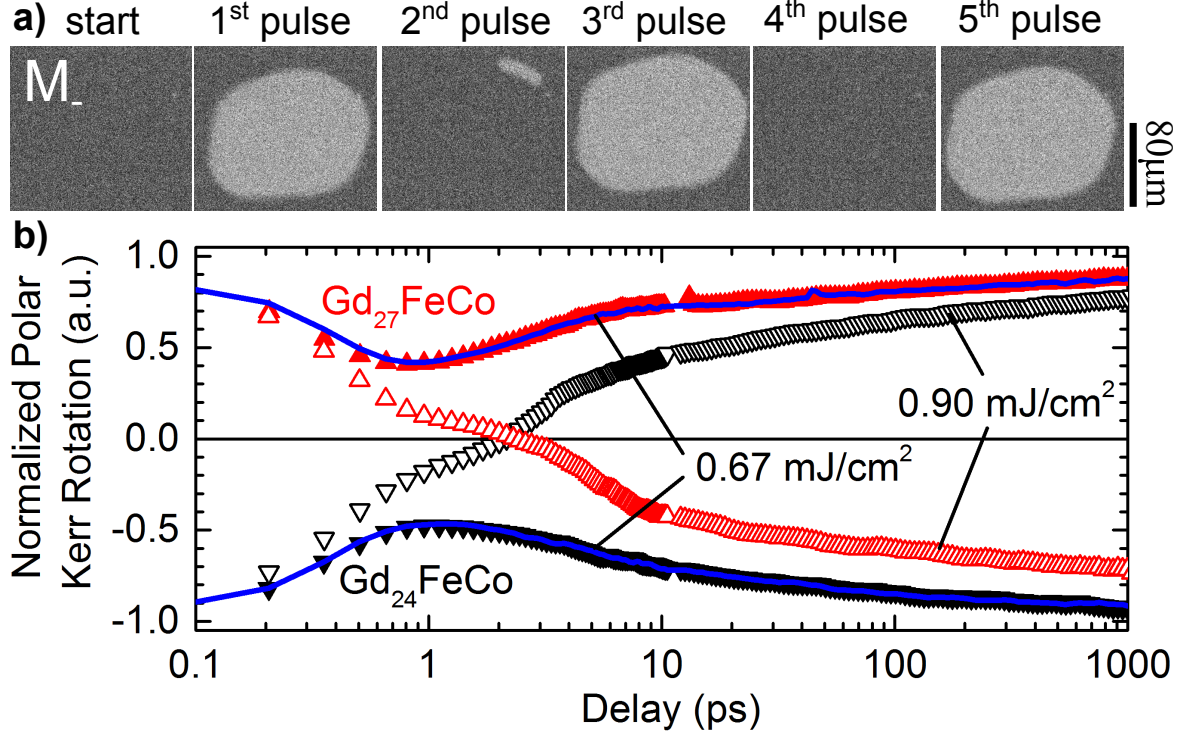 a) start 1st pulse 2nd pulse 3rd pulse 4th pulse 5th pulse
M-
80µm
b)
Normalized Polar
Kerr Rotation (a.u.)
1.0
0.5
0.0
-0.5
-1.0
Gd27FeCo
0.90 mJ/cm2
0.67 mJ/cm2
Gd24FeCo
0.1 1 10 100 1000
Delay (ps)